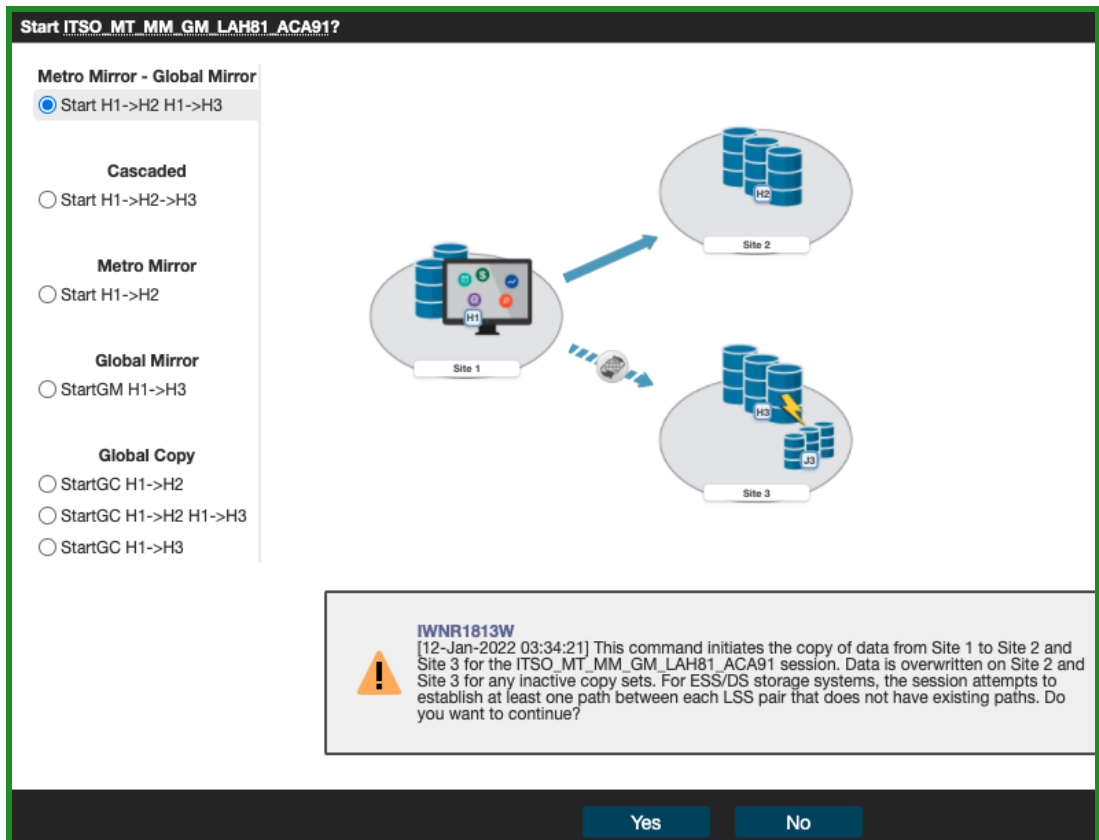 Start ITSO_MT_MM_GM_LAH81_ACA91?
Metro Mirror - Global Mirror
Start H1->H2 H1->H3
Cascaded
Start H1->H2->H3
Metro Mirror
Start H1->H2
Global Mirror
StartGM H1->H3
Global Copy
StartGC H1->H2
StartGC H1->H2 H1->H3
StartGC H1->H3
H2
Site 2
$
H1
Site 1
H3
J3
Site 3
IWNR1813W
[12-Jan-2022 03:34:21] This command initiates the copy of data from Site 1 to Site 2 and
Site 3 for the ITSO_MT_MM_GM_LAH81_ACA91 session. Data is overwritten on Site 2 and
Site 3 for any inactive copy sets. For ESS/DS storage systems, the session attempts to
establish at least one path between each LSS pair that does not have existing paths. Do
you want to continue?
Yes
No